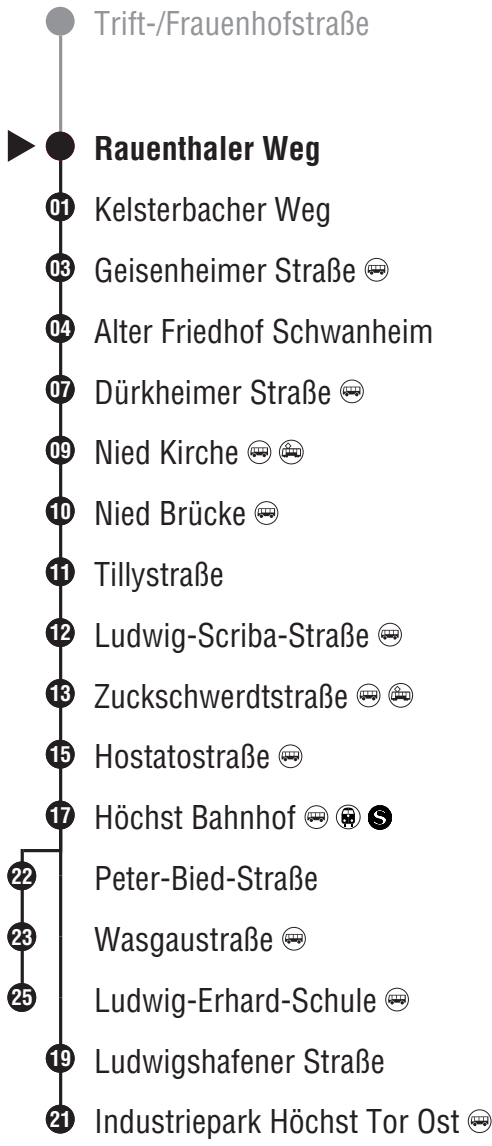 Trift-/Frauenhofstraße
Rauenthaler Weg
01 Kelsterbacher Weg
03 Geisenheimer Straße
04 Alter Friedhof Schwanheim
07 Dürkheimer Straße
09 Nied Kirche
10 Nied Brücke
11 Tillystraße
12 Ludwig-Scriba-Straße
13 Zuckschwerdtstraße
15 Hostatostraße
17 Höchst Bahnhof S
22 Peter-Bied-Straße
23 Wasgaustraße
25 Ludwig-Erhard-Schule
19 Ludwigshafener Straße
21 Industriepark Höchst Tor Ost